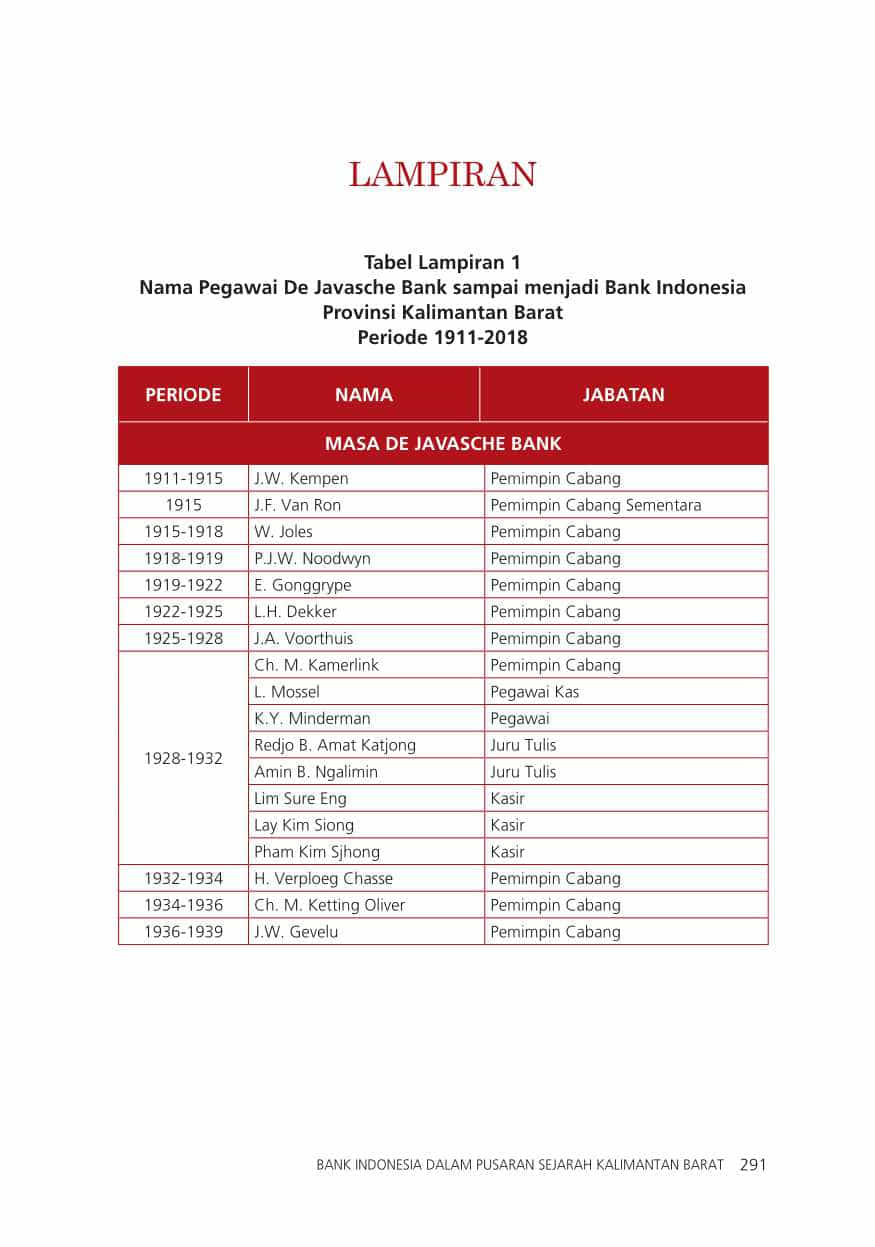 LAMPIRAN
Tabel Lampiran 1
Nama Pegawai De Javasche Bank sampai menjadi Bank Indonesia
Provinsi Kalimantan Barat
Periode 1911-2018
PERIODE NAMA JABATAN
MASA DE JAVASCHE BANK
1911-1915 J.W. Kempen Pemimpin Cabang
1915 J.F. Van Ron Pemimpin Cabang Sementara
1915-1918 W. Joles Pemimpin Cabang
1918-1919 P.J.W. Noodwyn Pemimpin Cabang
1919-1922 E. Gonggrype Pemimpin Cabang
1922-1925 L.H. Dekker Pemimpin Cabang
1925-1928 J.A. Voorthuis Pemimpin Cabang
1928-1932 Ch. M. Kamerlink Pemimpin Cabang
L. Mossel Pegawai Kas
K.Y. Minderman Pegawai
Redjo B. Amat Katjong Juru Tulis
Amin B. Ngalimin Juru Tulis
Lim Sure Eng Kasir
Lay Kim Siong Kasir
Pham Kim Sjhong Kasir
1932-1934 H. Verploeg Chasse Pemimpin Cabang
1934-1936 Ch. M. Ketting Oliver Pemimpin Cabang
1936-1939 J.W. Gevelu Pemimpin Cabang
BANK INDONESIA DALAM PUSARAN SEJARAH KALIMANTAN BARAT 291